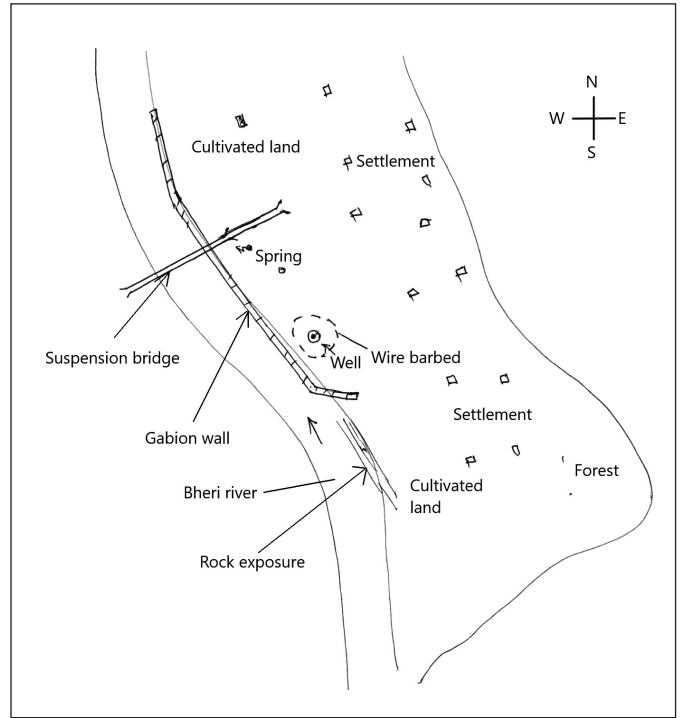 N
W E
S
Cultivated land
Settlement
Spring
Suspension bridge
Well
Wire barbed
Gabion wall
Settlement
Bheri river
Cultivated
land
Forest
Rock exposure